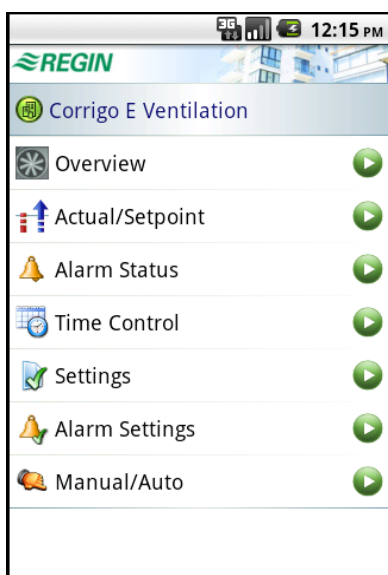 3G 12:15 PM
REGIN
Corrigo E Ventilation
Overview
Actual/Setpoint
Alarm Status
Time Control
Settings
Alarm Settings
Manual/Auto